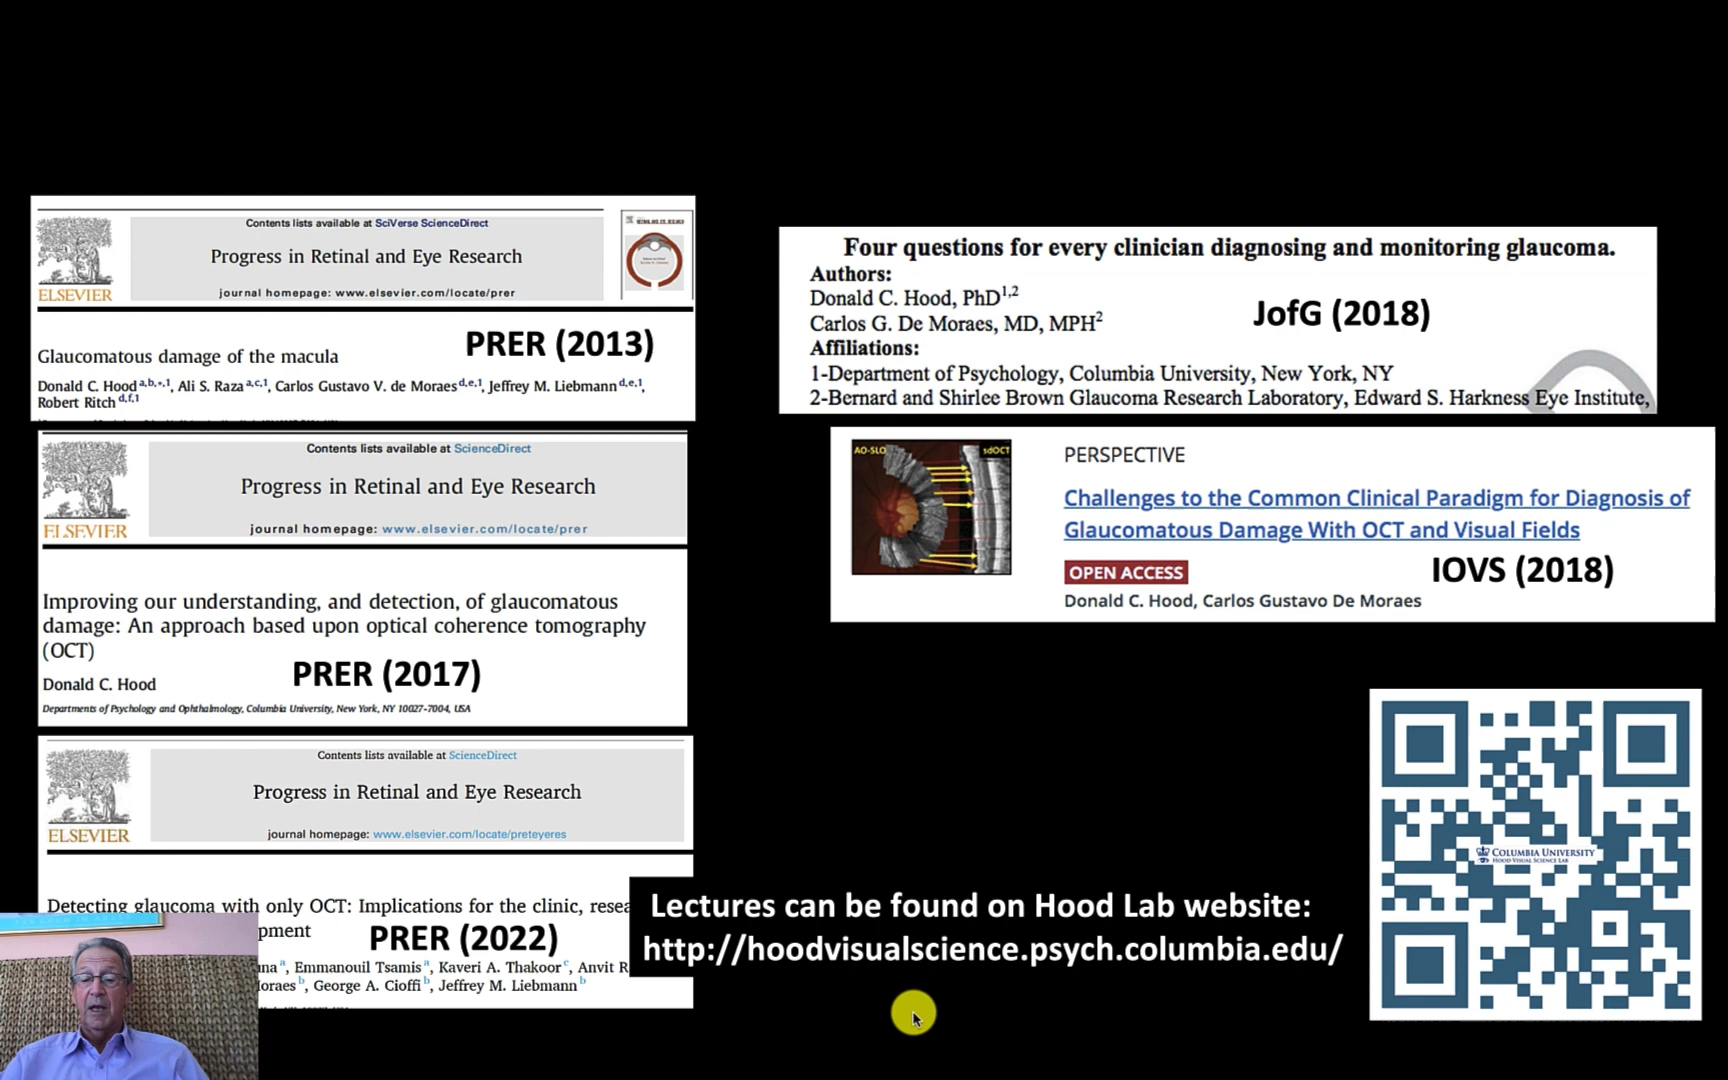 Contents lists available at SciVerse ScienceDirect
Progress in Retinal and Eye Research
journal homepage: www.elsevier.com/locate/prer
ELSEVIER
PRER (2013)
Glaucomatous damage of the macula
Donald C. Hood a,b,*,1, Ali S. Raza a,c,1, Carlos Gustavo V. de Moraes d,e,1, Jeffrey M. Liebmann d,e,1,
Robert Ritch d,f,1
Contents lists available at ScienceDirect
Progress in Retinal and Eye Research
journal homepage: www.elsevier.com/locate/prer
ELSEVIER
Improving our understanding, and detection, of glaucomatous
damage: An approach based upon optical coherence tomography
(OCT)
PRER (2017)
Donald C. Hood
Departments of Psychology and Ophthalmology, Columbia University, New York, NY 10027-7004, USA
Contents lists available at ScienceDirect
Progress in Retinal and Eye Research
journal homepage: www.elsevier.com/locate/preteyeres
ELSEVIER
Detecting glaucoma with only OCT: Implications for the clinic, resea
pment
PRER (2022)
una a, Emmanouil Tsamis a, Kaveri A. Thakoor c, Anvit R
Moraes b, George A. Cioffi b, Jeffrey M. Liebmann b
Four questions for every clinician diagnosing and monitoring glaucoma.
Authors:
Donald C. Hood, PhD1,2
Carlos G. De Moraes, MD, MPH2
JofG (2018)
Affiliations:
1-Department of Psychology, Columbia University, New York, NY
2-Bernard and Shirlee Brown Glaucoma Research Laboratory, Edward S. Harkness Eye Institute,
AO-SLO
sdOCT
PERSPECTIVE
Challenges to the Common Clinical Paradigm for Diagnosis of
Glaucomatous Damage With OCT and Visual Fields
OPEN ACCESS
IOVS (2018)
Donald C. Hood, Carlos Gustavo De Moraes
Lectures can be found on Hood Lab website:
http://hoodvisualscience.psych.columbia.edu/
COLUMBIA UNIVERSITY
HOOD VISUAL SCIENCE LAB